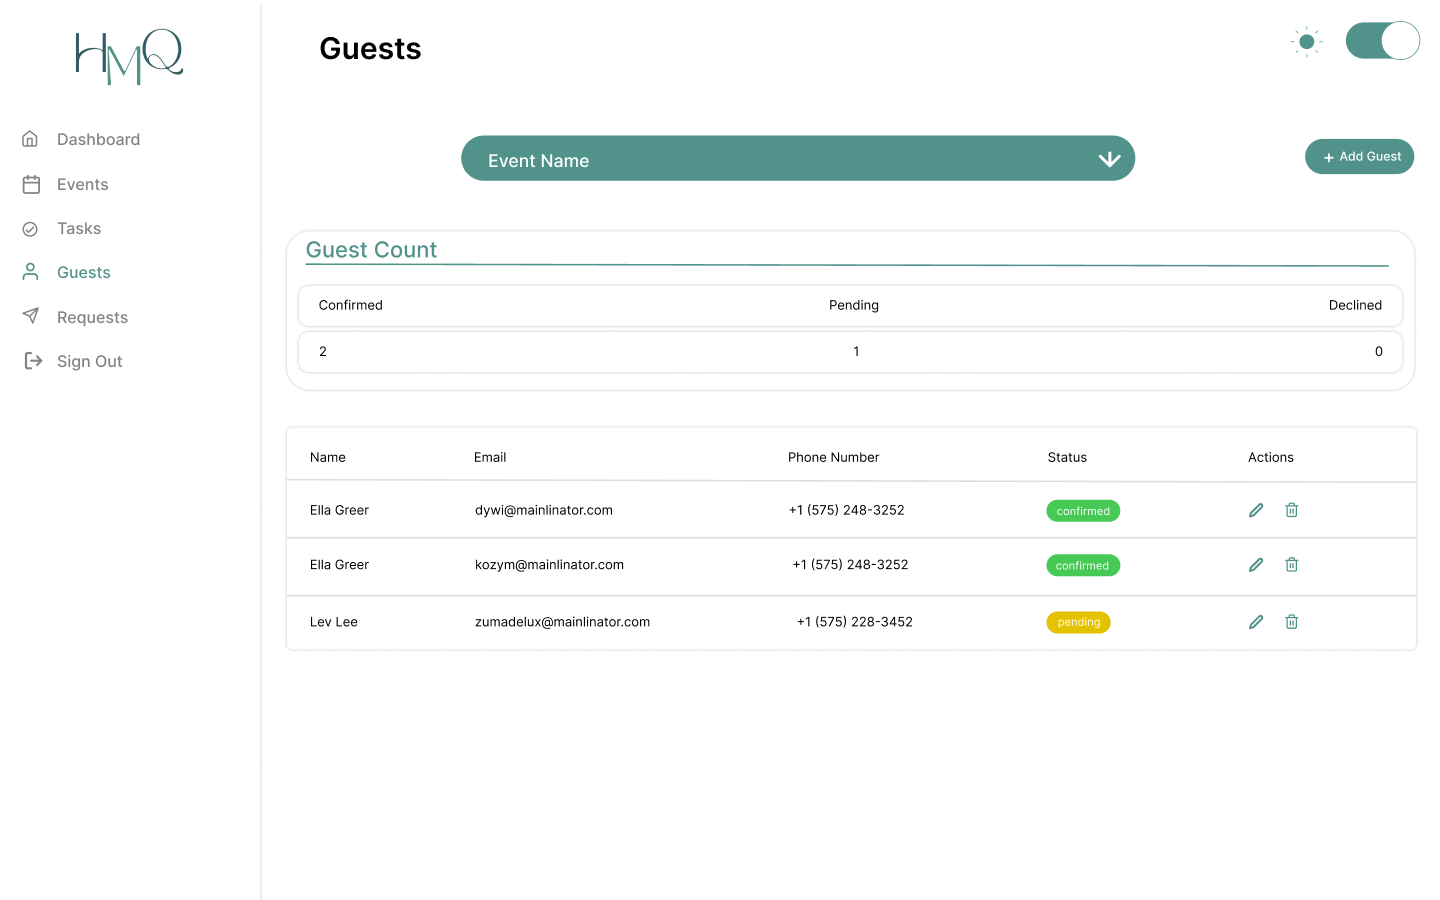 HMQ
Guests
Dashboard
Events
Tasks
Guests
Requests
Sign Out
Event Name
+ Add Guest
Guest Count
Confirmed Pending Declined
2 1 0
Name Email Phone Number Status Actions
Ella Greer dywi@mainlinator.com +1 (575) 248-3252 confirmed
Ella Greer kozym@mainlinator.com +1 (575) 248-3252 confirmed
Lev Lee zumadelux@mainlinator.com +1 (575) 228-3452 pending